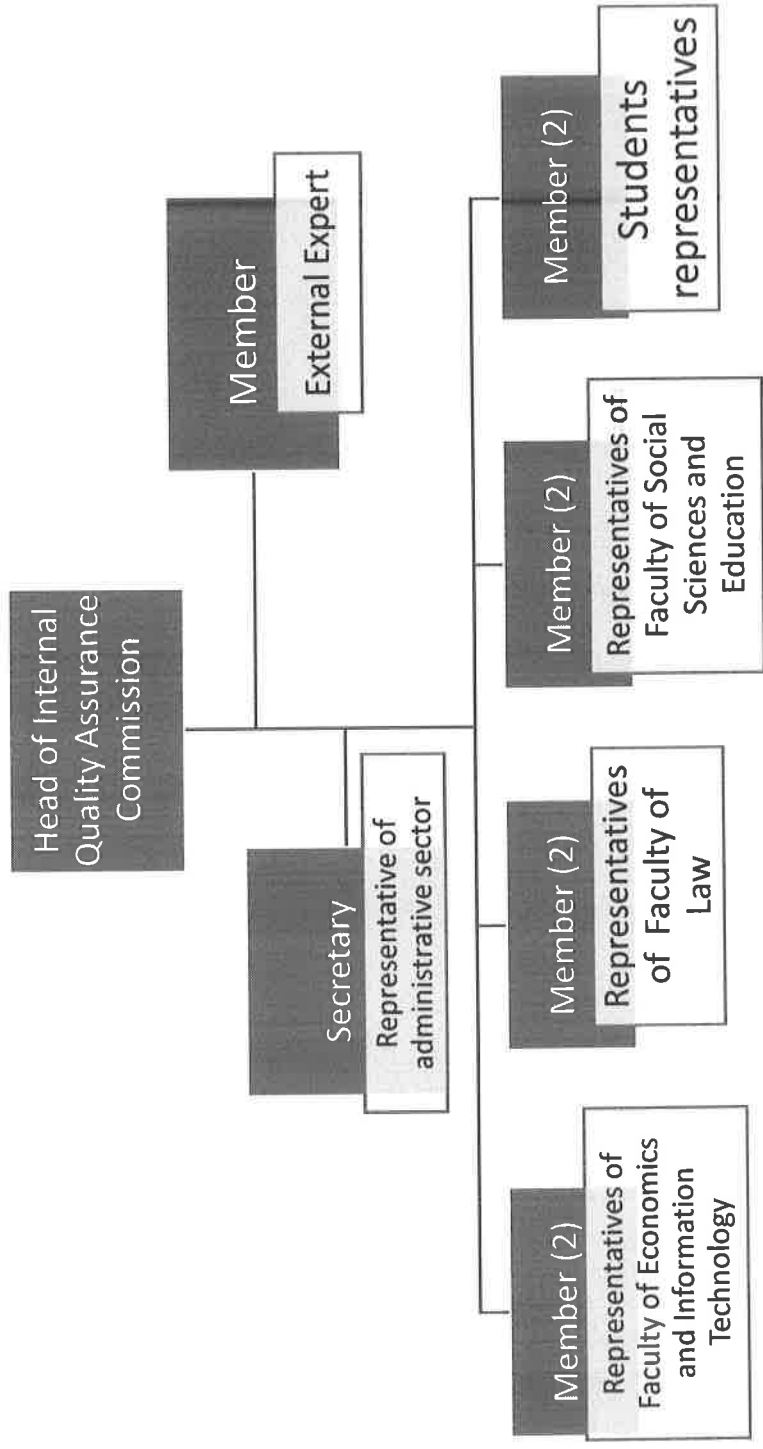 Head of Internal
Quality Assurance
Commission
Member
External Expert
Secretary
Representative of
administrative sector
Member (2)
Representatives of
Faculty of Economics
and Information
Technology
Member (2)
Representatives
of Faculty of
Law
Member (2)
Representatives of
Faculty of Social
Sciences and
Education
Member (2)
Students
representatives